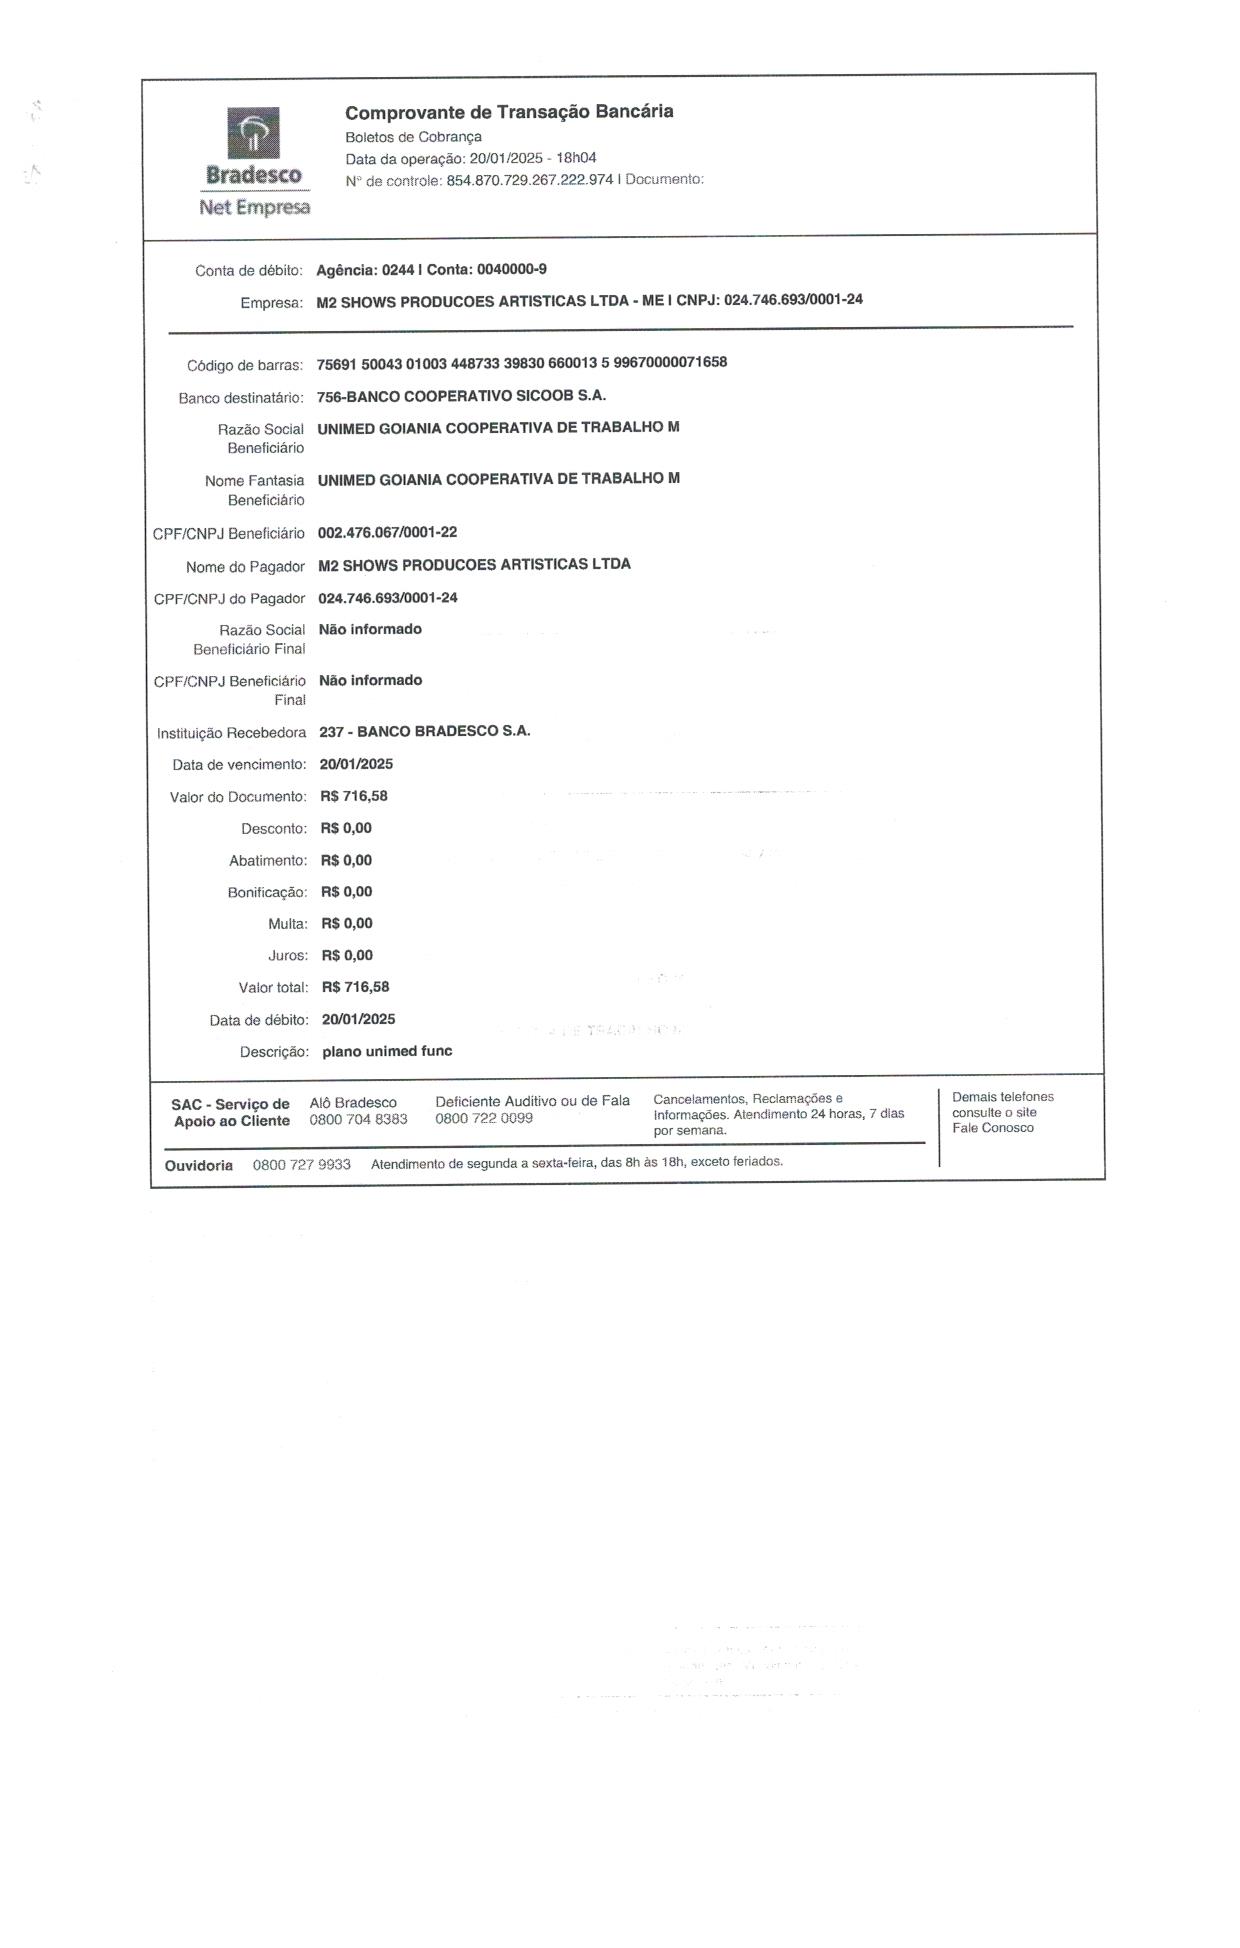 Comprovante de Transação Bancária
Boletos de Cobrança
Data da operação: 20/01/2025 - 18h04
Nº de controle: 854.870.729.267.222.974 | Documento:
Bradesco
Net Empresa
Conta de débito: Agência: 0244 | Conta: 0040000-9
Empresa: M2 SHOWS PRODUCOES ARTISTICAS LTDA - ME | CNPJ: 024.746.693/0001-24
Código de barras: 75691 50043 01003 448733 39830 660013 5 99670000071658
Banco destinatário: 756-BANCO COOPERATIVO SICOOB S.A.
Razão Social UNIMED GOIANIA COOPERATIVA DE TRABALHO M
Beneficiário
Nome Fantasia UNIMED GOIANIA COOPERATIVA DE TRABALHO M
Beneficiário
CPF/CNPJ Beneficiário 002.476.067/0001-22
Nome do Pagador M2 SHOWS PRODUCOES ARTISTICAS LTDA
CPF/CNPJ do Pagador 024.746.693/0001-24
Razão Social Não informado
Beneficiário Final
CPF/CNPJ Beneficiário Não informado
Final
Instituição Recebedora 237 - BANCO BRADESCO S.A.
Data de vencimento: 20/01/2025
Valor do Documento: R$ 716,58
Desconto: R$ 0,00
Abatimento: R$ 0,00
Bonificação: R$ 0,00
Multa: R$ 0,00
Juros: R$ 0,00
Valor total: R$ 716,58
Data de débito: 20/01/2025
Descrição: plano unimed func
SAC - Serviço de
Apoio ao Cliente
Alô Bradesco
0800 704 8383
Deficiente Auditivo ou de Fala
0800 722 0099
Cancelamentos, Reclamações e
Informações. Atendimento 24 horas, 7 dias
por semana.
Demais telefones
consulte o site
Fale Conosco
Ouvidoria 0800 727 9933 Atendimento de segunda a sexta-feira, das 8h às 18h, exceto feriados.